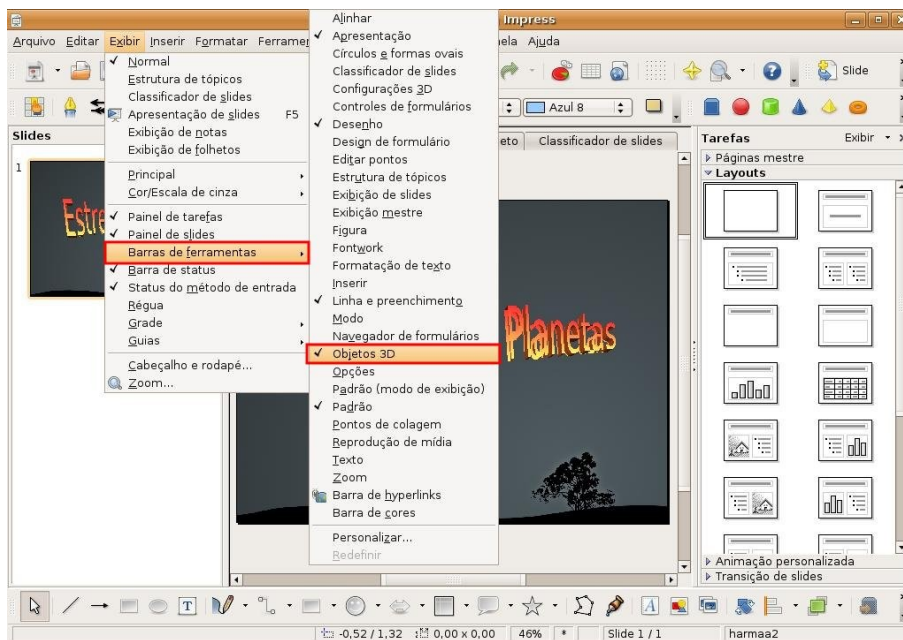 Impress
Arquivo Editar Exibir Inserir Formatar Ferrame
nela Ajuda
Slide
Azul 8
Slides
1
Estre
Normal
Estrutura de tópicos
Classificador de slides
Apresentação de slides F5
Exibição de notas
Exibição de folhetos
Principal
Cor/Escala de cinza
Painel de tarefas
Painel de slides
Barras de ferramentas
Barra de status
Status do método de entrada
Régua
Grade
Guias
Cabeçalho e rodapé...
Zoom...
Alinhar
Apresentação
Círculos e formas ovais
Classificador de slides
Configurações 3D
Controles de formulários
Desenho
Design de formulário
Editar pontos
Estrutura de tópicos
Exibição de slides
Exibição mestre
Figura
Fontwork
Formatação de texto
Inserir
Linha e preenchimento
Modo
Navegador de formulários
Objetos 3D
Opções
Padrão (modo de exibição)
Padrão
Pontos de colagem
Reprodução de mídia
Texto
Zoom
Barra de hyperlinks
Barra de cores
Personalizar...
Redefinir
eto Classificador de slides
Planetas
Tarefas Exibir
Páginas mestre
Layouts
Animação personalizada
Transição de slides
T
A
-0,52 / 1,32 0,00 x 0,00 46% * Slide 1 / 1 harmaa2